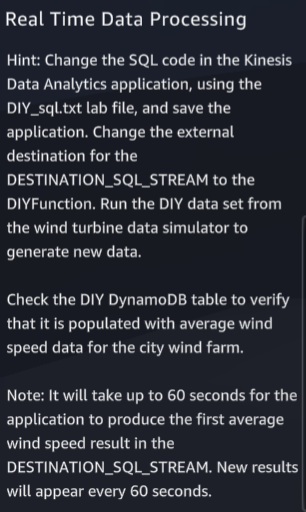 Real Time Data Processing
Hint: Change the SQL code in the Kinesis
Data Analytics application, using the
DIY_sql.txt lab file, and save the
application. Change the external
destination for the
DESTINATION_SQL_STREAM to the
DIYFunction. Run the DIY data set from
the wind turbine data simulator to
generate new data.
Check the DIY DynamoDB table to verify
that it is populated with average wind
speed data for the city wind farm.
Note: It will take up to 60 seconds for the
application to produce the first average
wind speed result in the
DESTINATION_SQL_STREAM. New results
will appear every 60 seconds.